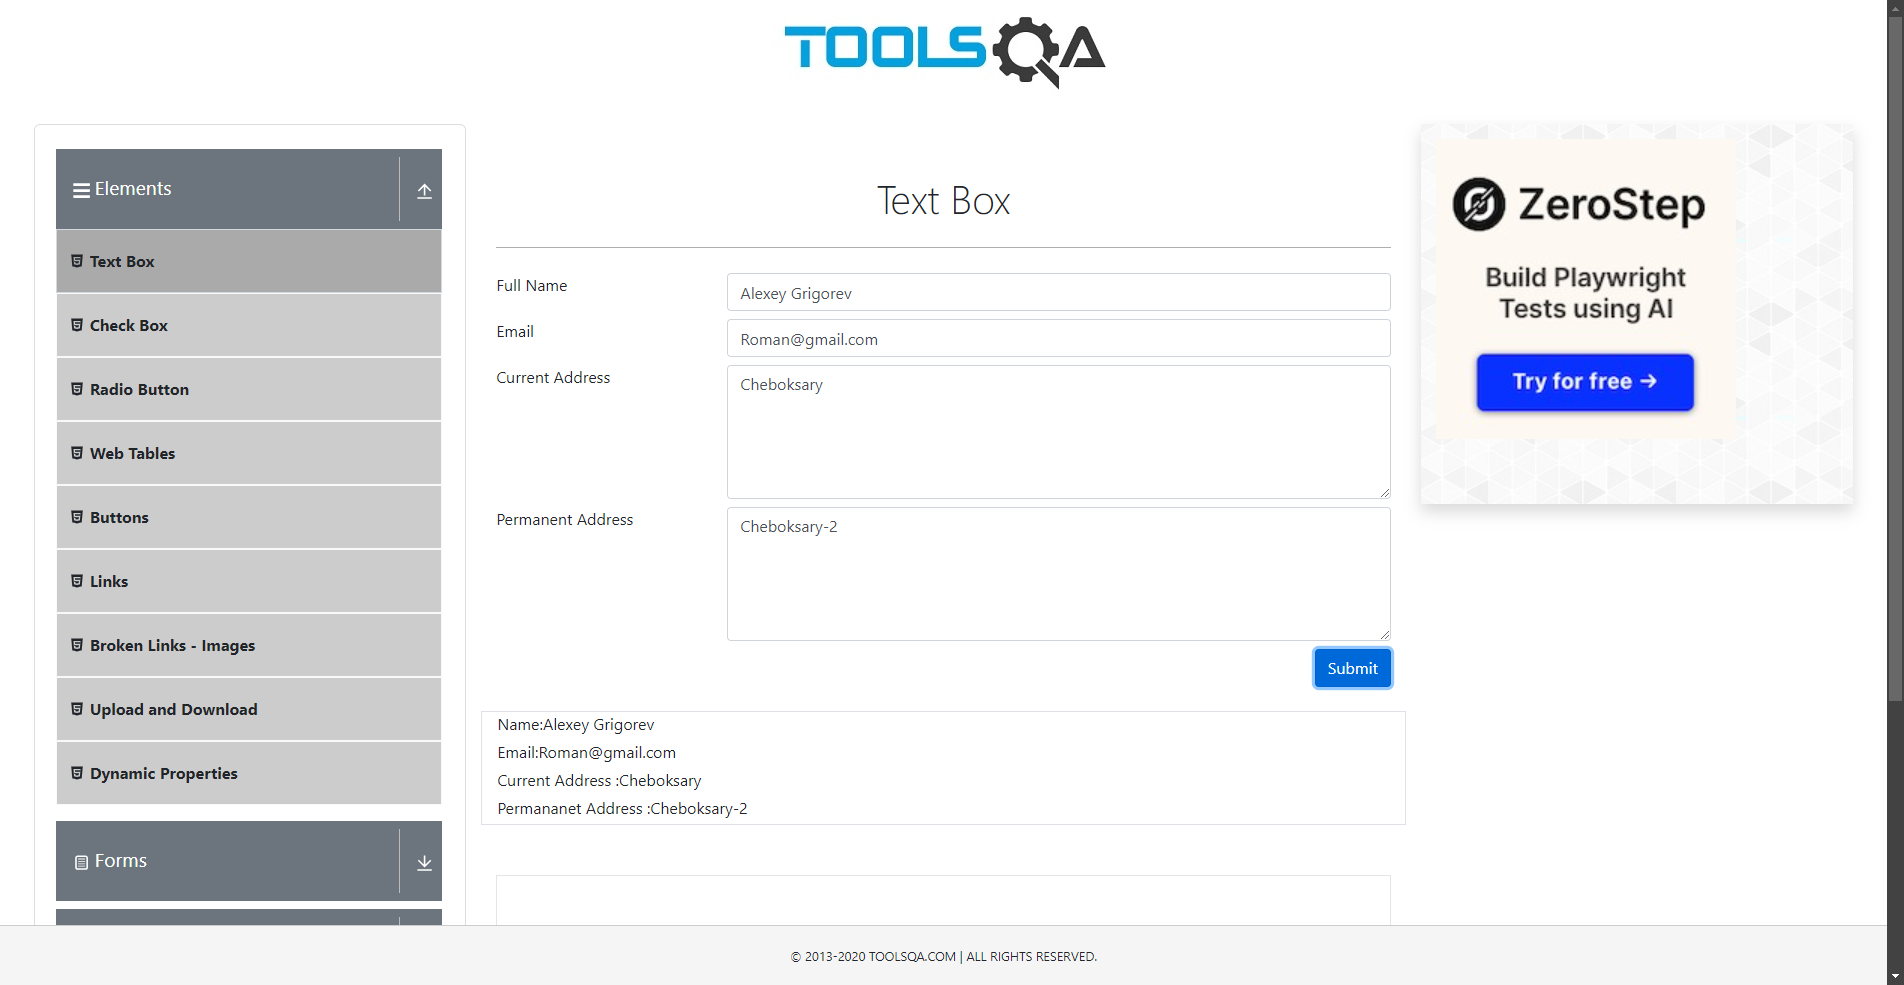 TOOLSQA
Elements
Text Box
Check Box
Radio Button
Web Tables
Buttons
Links
Broken Links - Images
Upload and Download
Dynamic Properties
Forms
Text Box
Full Name
Alexey Grigorev
Email
Roman@gmail.com
Current Address
Cheboksary
Permanent Address
Cheboksary-2
Submit
Name:Alexey Grigorev
Email:Roman@gmail.com
Current Address :Cheboksary
Permananet Address :Cheboksary-2
ZeroStep
Build Playwright
Tests using AI
Try for free →
© 2013-2020 TOOLSQA.COM | ALL RIGHTS RESERVED.